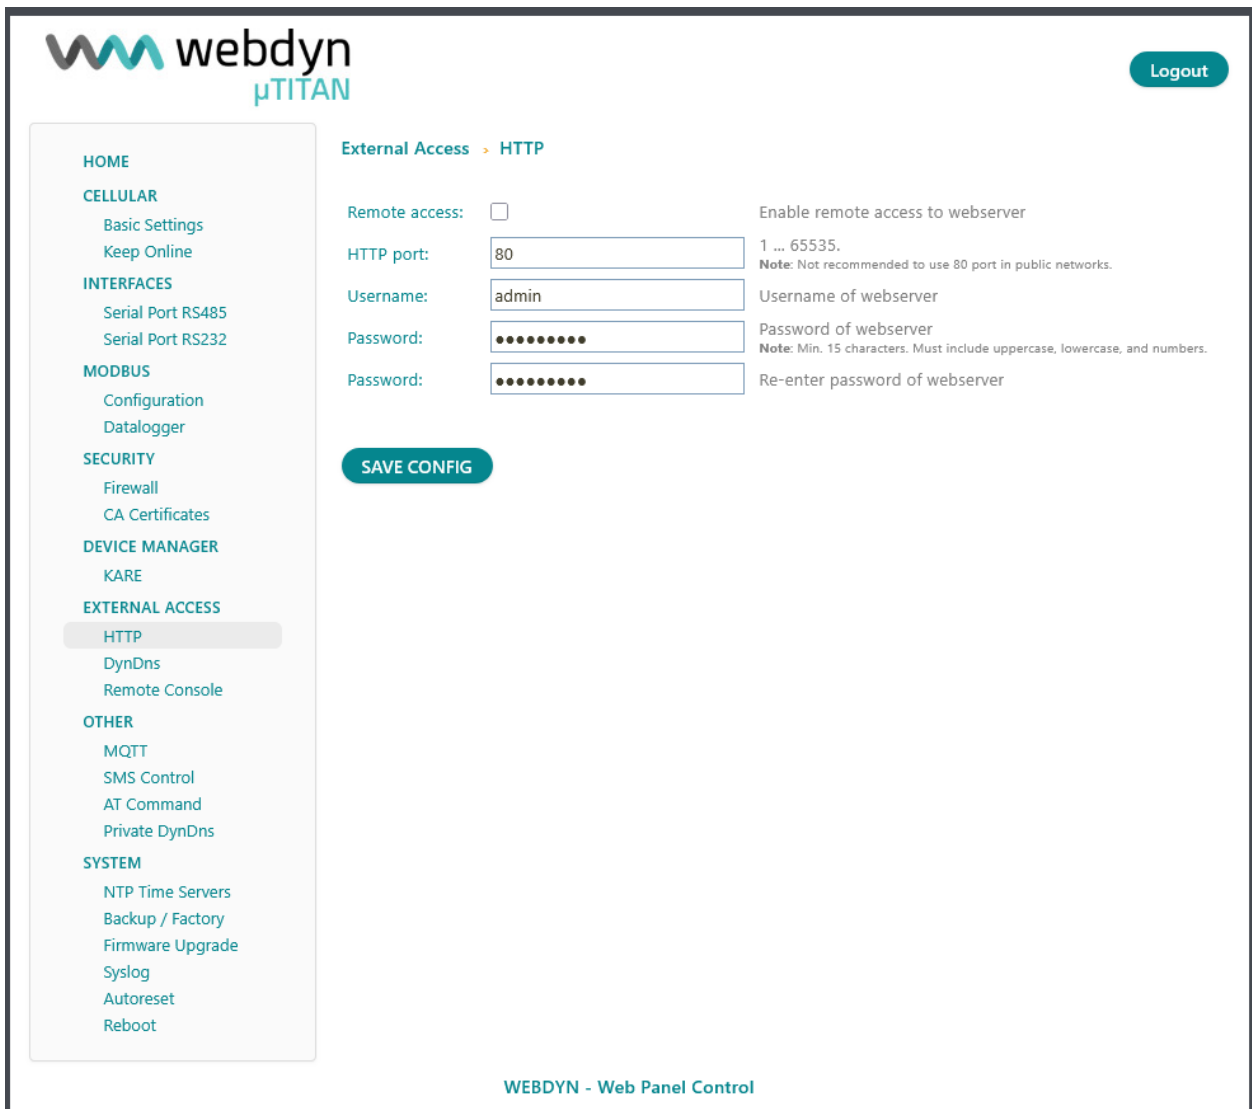 webdyn
µTITAN
Logout
HOME
CELLULAR
Basic Settings
Keep Online
INTERFACES
Serial Port RS485
Serial Port RS232
MODBUS
Configuration
Datalogger
SECURITY
Firewall
CA Certificates
DEVICE MANAGER
KARE
EXTERNAL ACCESS
HTTP
DynDns
Remote Console
OTHER
MQTT
SMS Control
AT Command
Private DynDns
SYSTEM
NTP Time Servers
Backup / Factory
Firmware Upgrade
Syslog
Autoreset
Reboot
External Access > HTTP
Remote access: Enable remote access to webserver
HTTP port: 80 1 ... 65535.
Note: Not recommended to use 80 port in public networks.
Username: admin Username of webserver
Password: ●●●●●●●●● Password of webserver
Note: Min. 15 characters. Must include uppercase, lowercase, and numbers.
Password: ●●●●●●●●● Re-enter password of webserver
SAVE CONFIG
WEBDYN - Web Panel Control